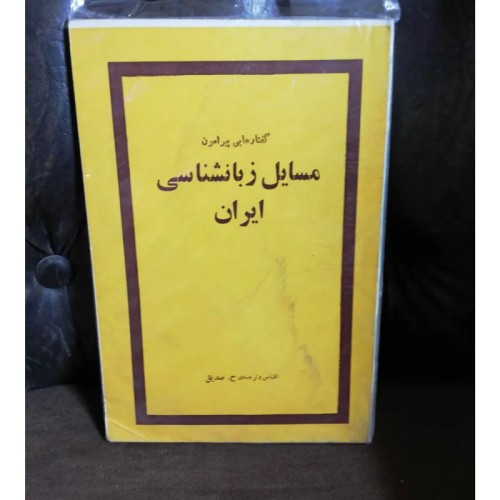 گفتارهایی پیرامون
مسایل زبانشناسی
ایران
اقتباس و ترجمه‌ی ح. صدیق